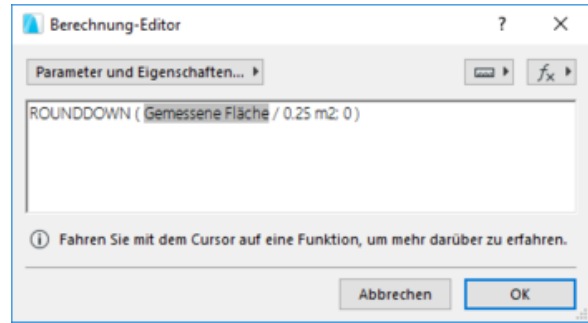 Berechnung-Editor
Parameter und Eigenschaften...
fx
ROUNDDOWN ( Gemessene Fläche / 0.25 m2; 0 )
Fahren Sie mit dem Cursor auf eine Funktion, um mehr darüber zu erfahren.
Abbrechen OK